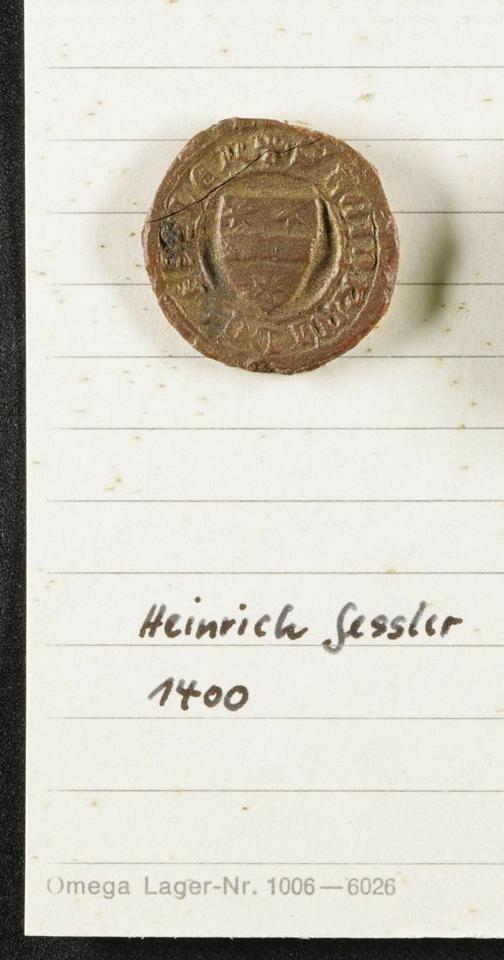 Heinrich Gessler
1400
Omega Lager-Nr. 1006—6026